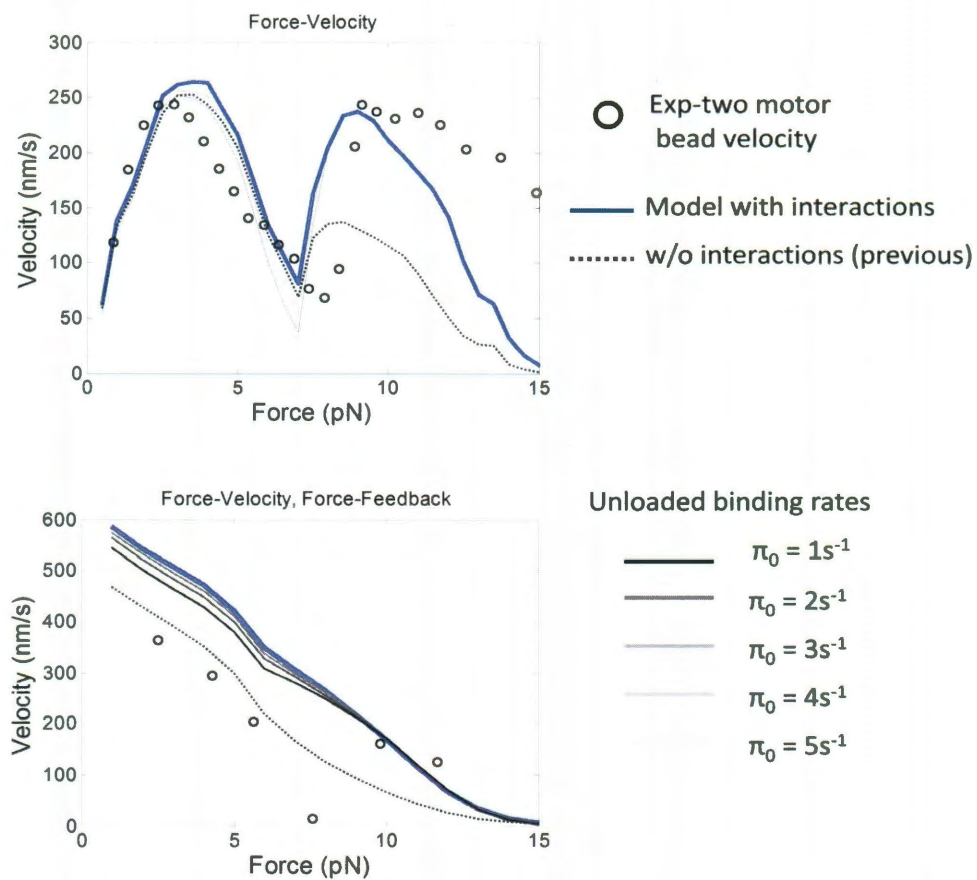 Force-Velocity
300
250
200
150
100
50
0
Velocity (nm/s)
0
5
10
15
Force (pN)
Exp-two motor
bead velocity
Model with interactions
w/o interactions (previous)
Force-Velocity, Force-Feedback
600
500
400
300
200
100
0
Velocity (nm/s)
0
5
10
15
Force (pN)
Unloaded binding rates
π₀ = 1s⁻¹
π₀ = 2s⁻¹
π₀ = 3s⁻¹
π₀ = 4s⁻¹
π₀ = 5s⁻¹